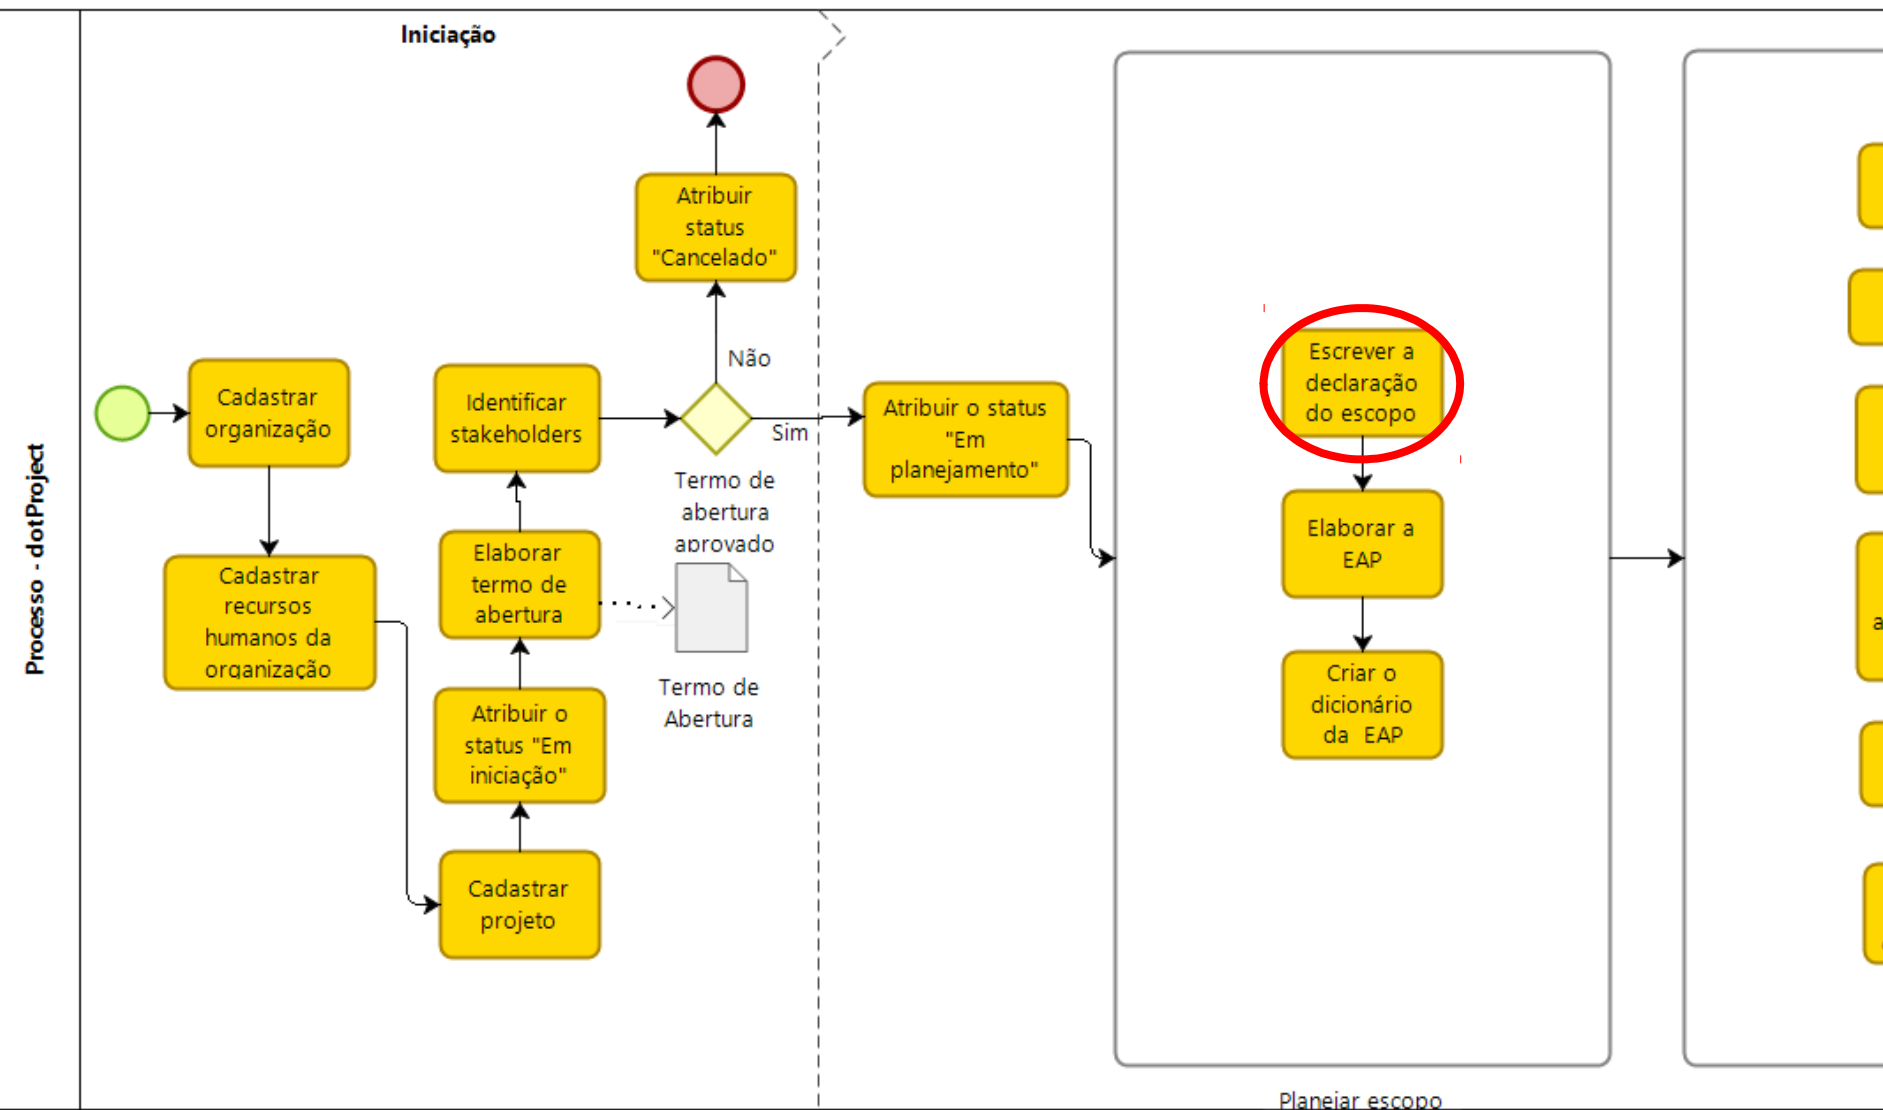 Processo - dotProject
Iniciação
Atribuir
status
"Cancelado"
Não
Sim
Cadastrar
organização
Cadastrar
recursos
humanos da
organização
Identificar
stakeholders
Elaborar
termo de
abertura
Atribuir o
status "Em
iniciação"
Cadastrar
projeto
Termo de
abertura
aprovado
Termo de
Abertura
Atribuir o status
"Em
planejamento"
Escrever a
declaração
do escopo
Elaborar a
EAP
Criar o
dicionário
da EAP
Planejar escopo
a